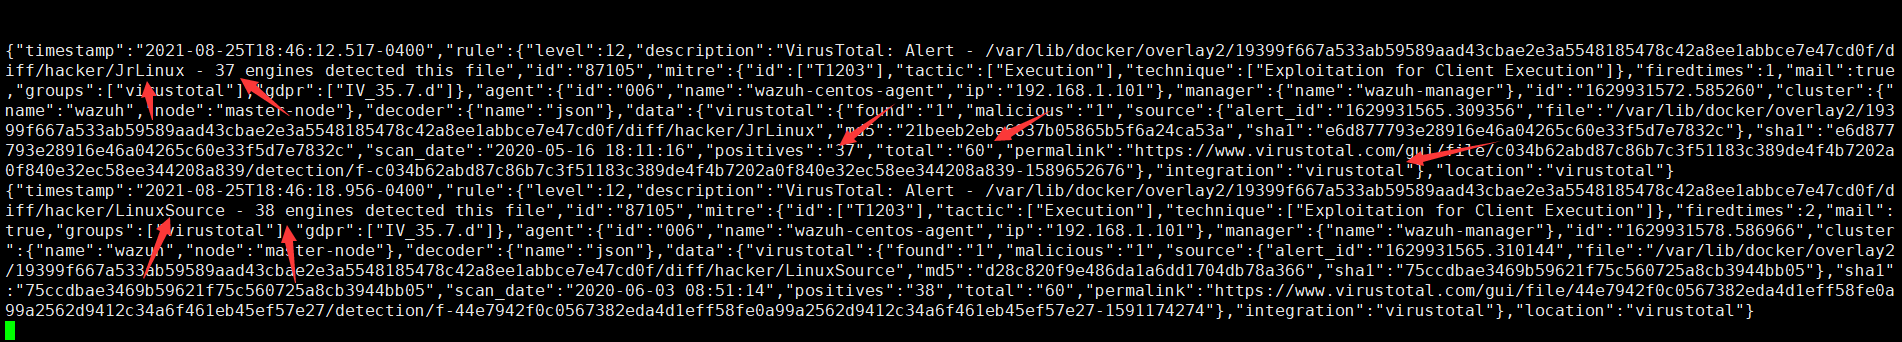 {"timestamp":"2021-08-25T18:46:12.517-0400","rule":{"level":12,"description":"VirusTotal: Alert - /var/lib/docker/overlay2/19399f667a533ab59589aad43cbae2e3a5548185478c42a8ee1abbce7e47cd0f/d
iff/hacker/JrLinux - 37 engines detected this file","id":"87105","mitre":{"id":["T1203"],"tactic":["Execution"],"technique":["Exploitation for Client Execution"]},"firedtimes":1,"mail":true
,"groups":["virustotal"],"gdpr":["IV_35.7.d"]},"agent":{"id":"006","name":"wazuh-centos-agent","ip":"192.168.1.101"},"manager":{"name":"wazuh-manager"},"id":"1629931572.585260","cluster":{"
name":"wazuh","node":"master-node"},"decoder":{"name":"json"},"data":{"virustotal":{"found":"1","malicious":"1","source":{"alert_id":"1629931565.309356","file":"/var/lib/docker/overlay2/193
99f667a533ab59589aad43cbae2e3a5548185478c42a8ee1abbce7e47cd0f/diff/hacker/JrLinux","md5":"sha1":"e6d877793e28916e46a04265c60e33f5d7e7832c"},"sha1":"e6d877
793e28916e46a04265c60e33f5d7e7832c","scan_date":"2020-05-16 18:11:16","positives":"37","total":"60","permalink":"https://www.virustotal.com/gui/file/c034b62abd87c86b7c3f51183c389de4f4b7202a
0f840e32ec58ee344208a839/detection/f-c034b62abd87c86b7c3f51183c389de4f4b7202a0f840e32ec58ee344208a839-1589652676"},"integration":"virustotal"},"location":"virustotal"}
{"timestamp":"2021-08-25T18:46:18.956-0400","rule":{"level":12,"description":"VirusTotal: Alert - /var/lib/docker/overlay2/19399f667a533ab59589aad43cbae2e3a5548185478c42a8ee1abbce7e47cd0f/d
iff/hacker/LinuxSource - 38 engines detected this file","id":"87105","mitre":{"id":["T1203"],"tactic":["Execution"],"technique":["Exploitation for Client Execution"]},"firedtimes":2,"mail":
true,"groups":["virustotal"],"gdpr":["IV_35.7.d"]},"agent":{"id":"006","name":"wazuh-centos-agent","ip":"192.168.1.101"},"manager":{"name":"wazuh-manager"},"id":"1629931578.586966","cluster
":{"name":"wazuh","node":"master-node"},"decoder":{"name":"json"},"data":{"virustotal":{"found":"1","malicious":"1","source":{"alert_id":"1629931565.310144","file":"/var/lib/docker/overlay2
/19399f667a533ab59589aad43cbae2e3a5548185478c42a8ee1abbce7e47cd0f/diff/hacker/LinuxSource","md5":"d28c820f9e486da1a6dd1704db78a366","sha1":"75ccdbae3469b59621f75c560725a8cb3944bb05"},"sha1"
:"75ccdbae3469b59621f75c560725a8cb3944bb05","scan_date":"2020-06-03 08:51:14","positives":"38","total":"60","permalink":"https://www.virustotal.com/gui/file/44e7942f0c0567382eda4d1eff58fe0a
99a2562d9412c34a6f461eb45ef57e27/detection/f-44e7942f0c0567382eda4d1eff58fe0a99a2562d9412c34a6f461eb45ef57e27-1591174274"},"integration":"virustotal"},"location":"virustotal"}